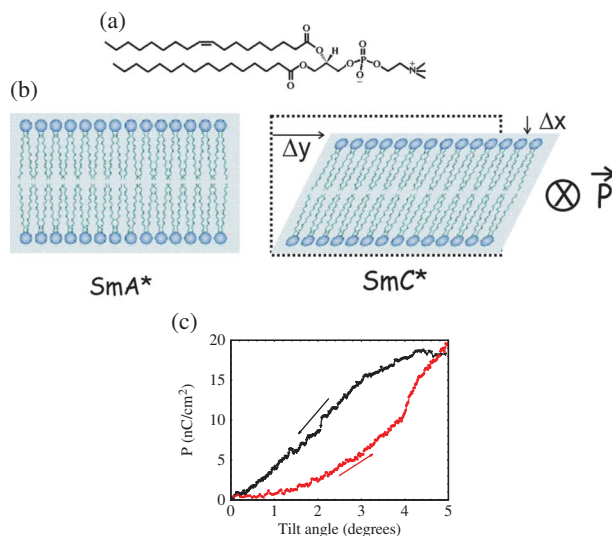 (a)
O
O
H
O
O
P
O
O
O
N
+
−
(b)
Δy
Δx
P
SmA*
SmC*
(c)
20
15
10
5
0
P (nC/cm²)
0 1 2 3 4 5
Tilt angle (degrees)